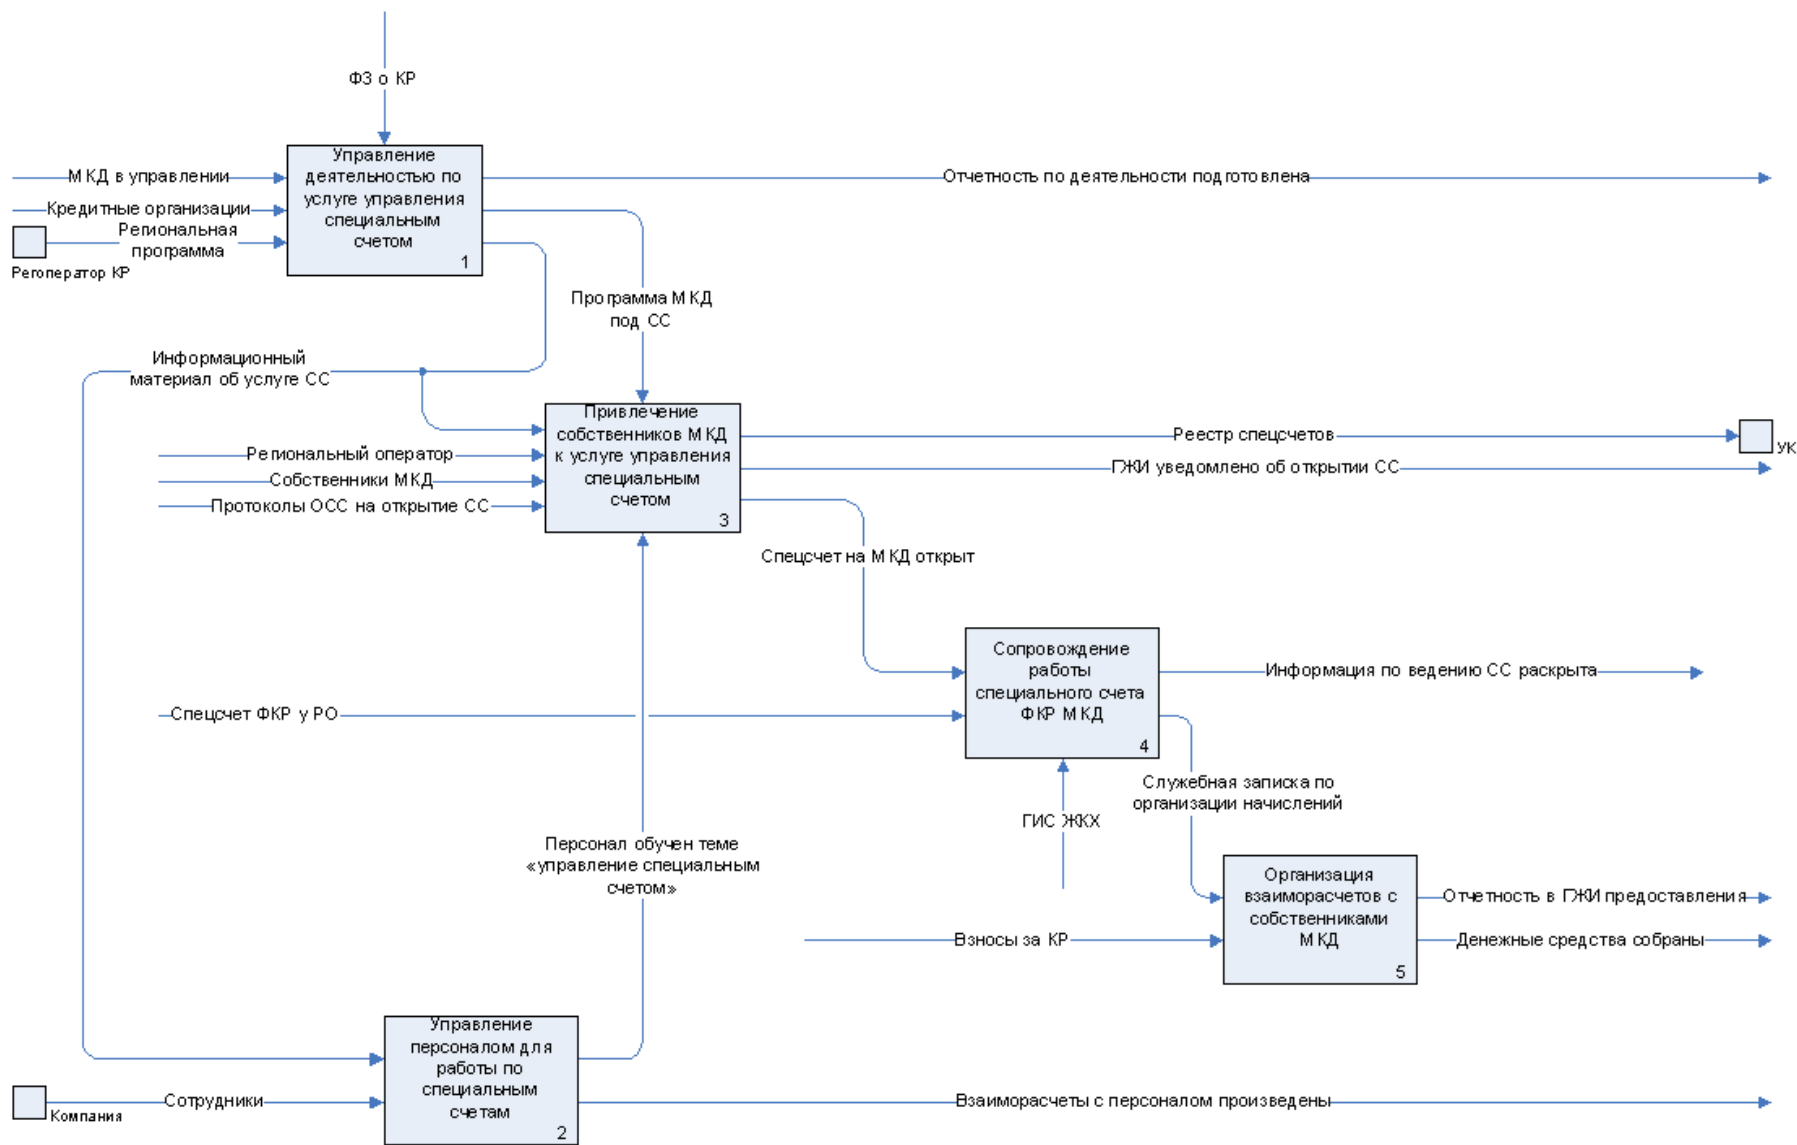 ФЗ о КР
Управление
деятельностью по
услуге управления
специальным
счетом
1
МКД в управлении
Кредитные организации
Региональная
программа
Регоператор КР
Отчетность по деятельности подготовлена
Программа МКД
под СС
Информационный
материал об услуге СС
Привлечение
собственников МКД
к услуге управления
специальным
счетом
3
Региональный оператор
Собственники МКД
Протоколы ОСС на открытие СС
Реестр спецсчетов
УК
ГЖИ уведомлено об открытии СС
Спецсчет на МКД открыт
Сопровождение
работы
специального счета
ФКР МКД
4
Информация по ведению СС раскрыта
Спецсчет ФКР у РО
Служебная записка по
организации начислений
ГИС ЖКХ
Персонал обучен теме
«управление специальным
счетом»
Организация
взаиморасчетов с
собственниками
МКД
5
Отчетность в ГЖИ предоставления
Взносы за КР
Денежные средства собраны
Управление
персоналом для
работы по
специальным
счетам
2
Сотрудники
Компания
Взаиморасчеты с персоналом произведены